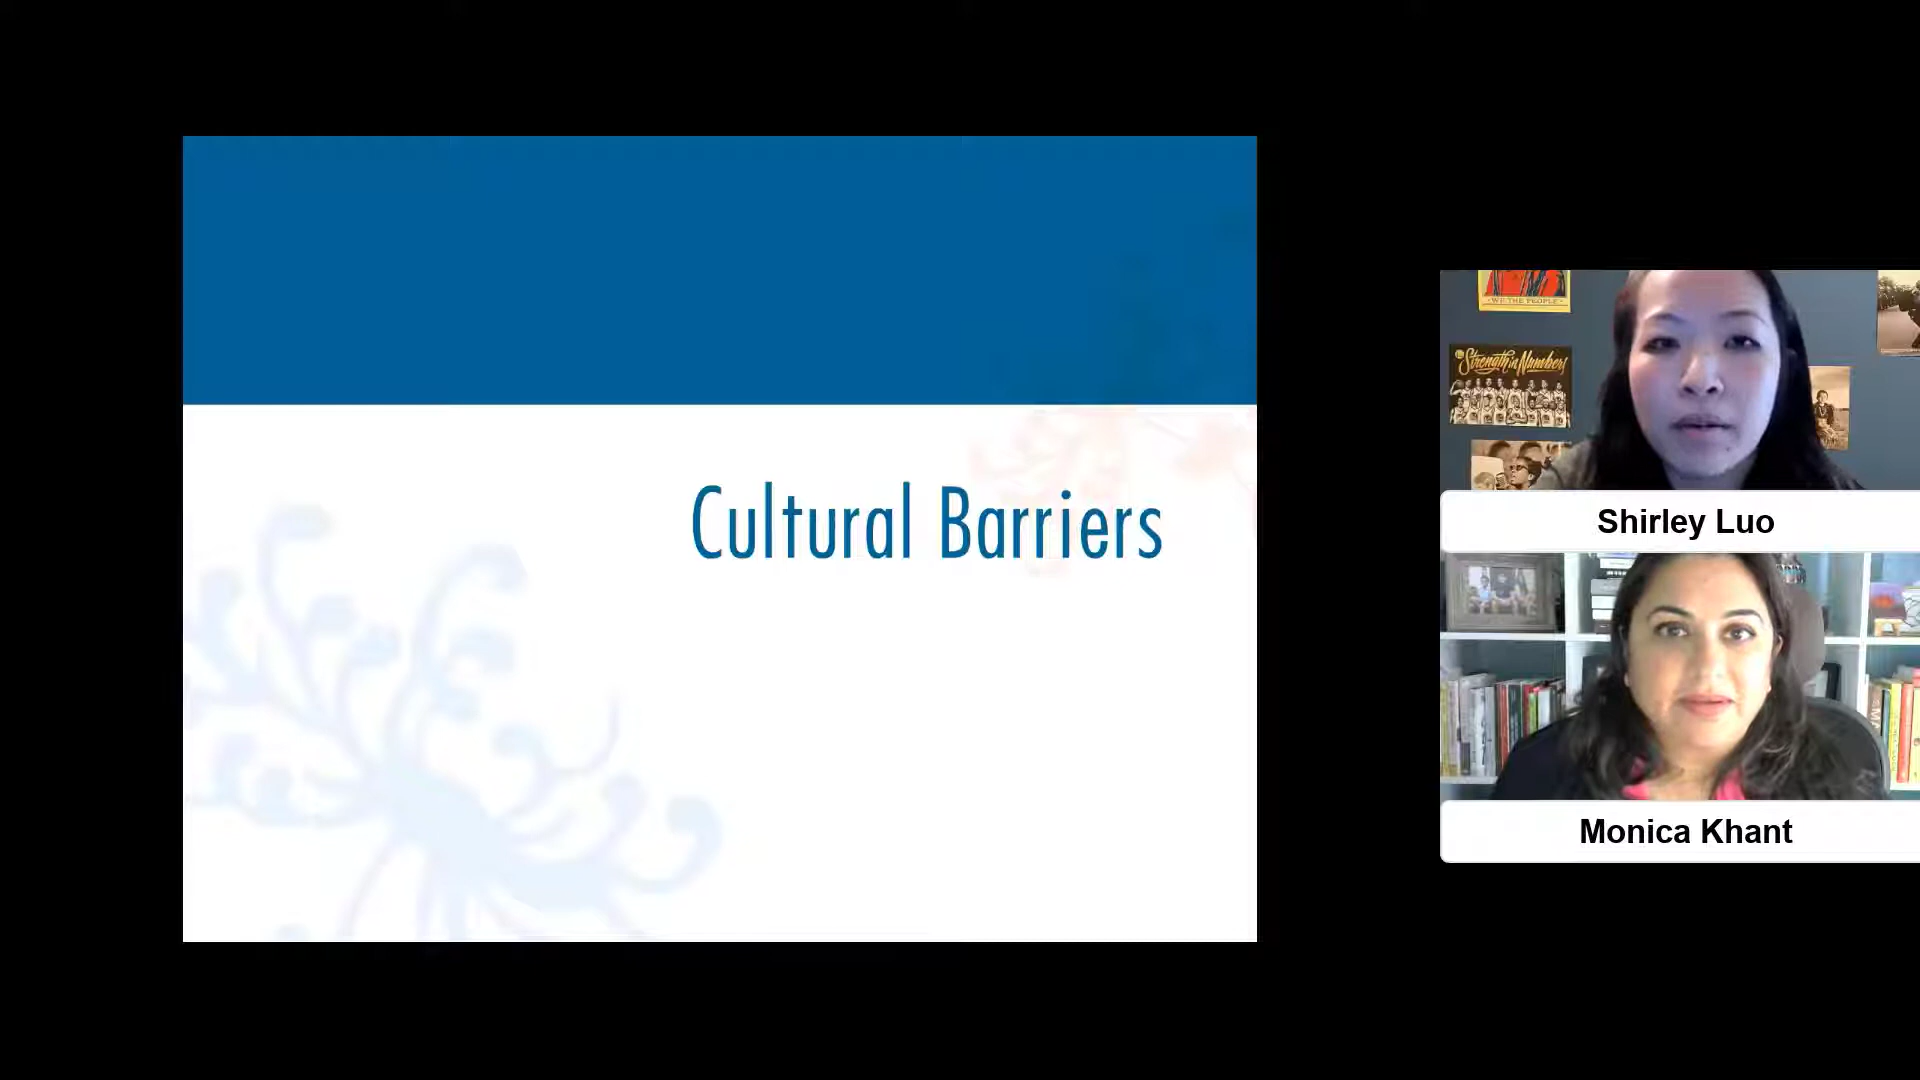 Cultural Barriers
WE THE PEOPLE
Strength in Numbers
Shirley Luo
Monica Khant